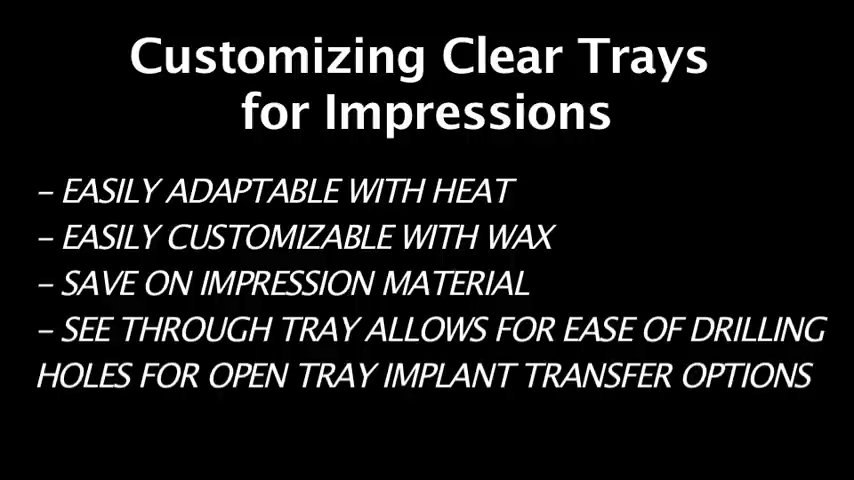 Customizing Clear Trays
for Impressions
– EASILY ADAPTABLE WITH HEAT
– EASILY CUSTOMIZABLE WITH WAX
– SAVE ON IMPRESSION MATERIAL
– SEE THROUGH TRAY ALLOWS FOR EASE OF DRILLING
HOLES FOR OPEN TRAY IMPLANT TRANSFER OPTIONS